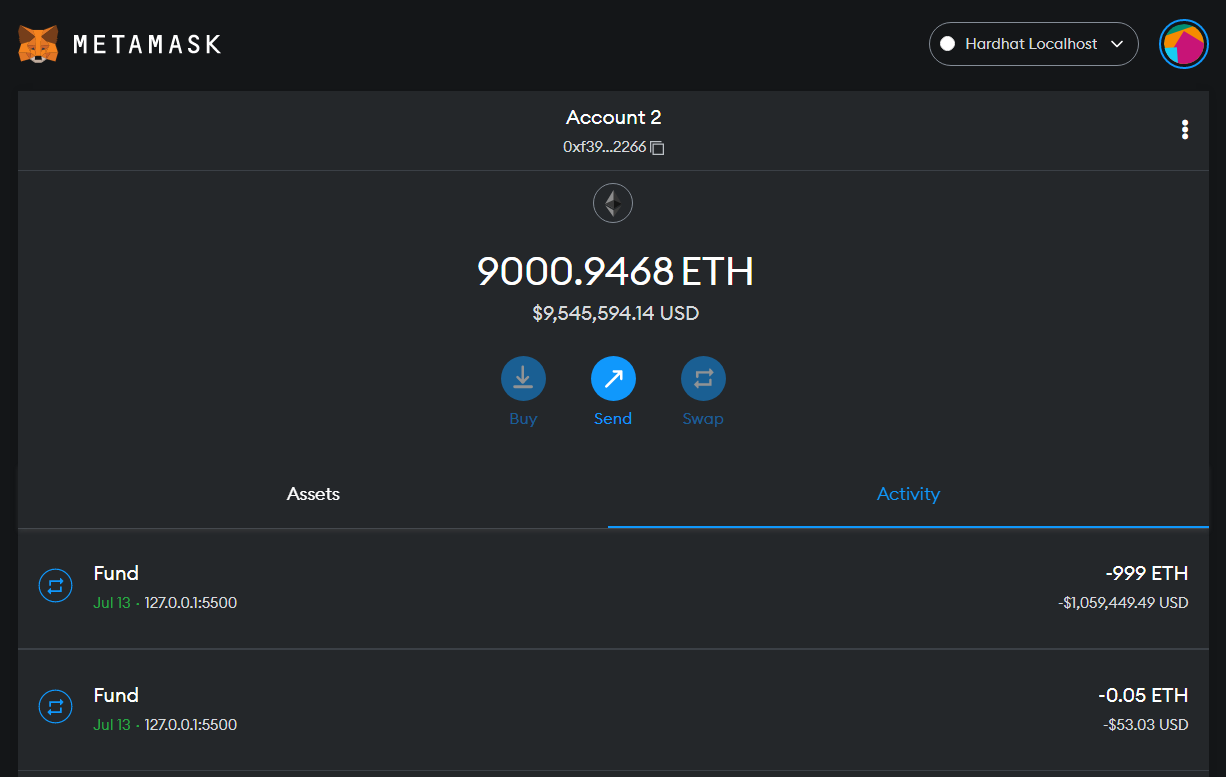 METAMASK
Hardhat Localhost
Account 2
0xf39...2266
9000.9468 ETH
$9,545,594.14 USD
Buy
Send
Swap
Assets
Activity
Fund
-999 ETH
Jul 13 · 127.0.0.1:5500
-$1,059,449.49 USD
Fund
-0.05 ETH
Jul 13 · 127.0.0.1:5500
-$53.03 USD